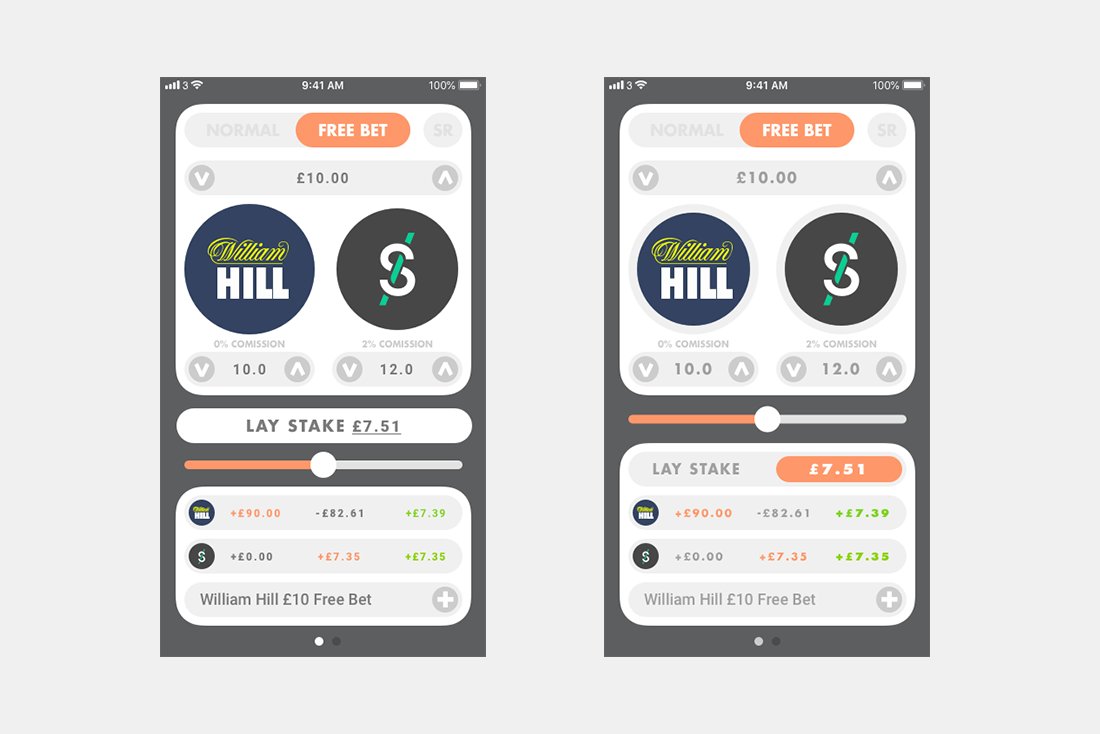 3 9:41 AM 100%
NORMAL FREE BET SR
£10.00
William
HILL
S
0% COMISSION 2% COMISSION
10.0 12.0
LAY STAKE £7.51
William HILL +£90.00 -£82.61 +£7.39
S +£0.00 +£7.35 +£7.35
William Hill £10 Free Bet
3 9:41 AM 100%
NORMAL FREE BET SR
£10.00
William
HILL
S
0% COMISSION 2% COMISSION
10.0 12.0
LAY STAKE £7.51
William HILL +£90.00 -£82.61 +£7.39
S +£0.00 +£7.35 +£7.35
William Hill £10 Free Bet